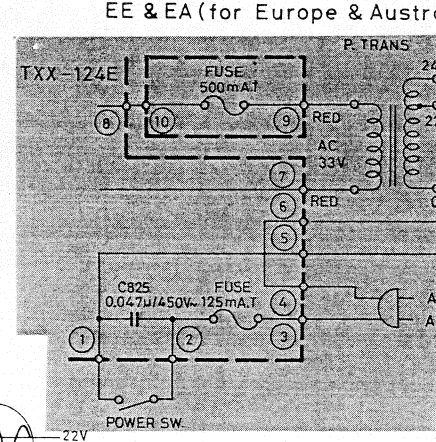 EE & EA (for Europe & Austr
P. TRANS
TXX-124E
FUSE
500mA.T
24
8
10
9
RED
AC
33V
7
6
RED
5
C825
0.047μ/450V~
FUSE
125mA.T
4
1
2
3
A
A
POWER SW.
22V